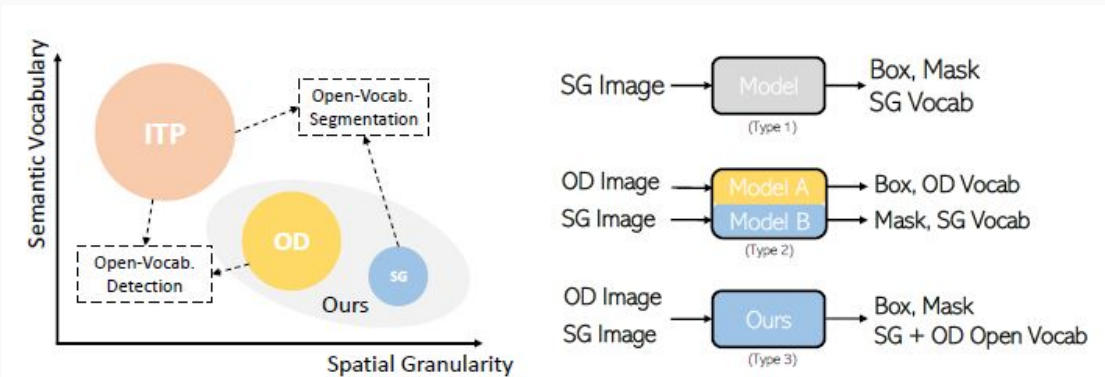 Semantic Vocabulary
ITP
Open-Vocab.
Segmentation
OD
SG
Open-Vocab.
Detection
Ours
Spatial Granularity
SG Image
Model
Box, Mask
SG Vocab
(Type 1)
OD Image
Model A
Box, OD Vocab
SG Image
Model B
Mask, SG Vocab
(Type 2)
OD Image
SG Image
Ours
Box, Mask
SG + OD Open Vocab
(Type 3)